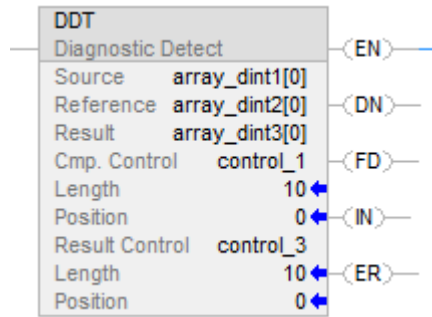 DDT
Diagnostic Detect (EN)
Source array_dint1[0]
Reference array_dint2[0] (DN)
Result array_dint3[0]
Cmp. Control control_1 (FD)
Length 10
Position 0 (IN)
Result Control control_3
Length 10 (ER)
Position 0